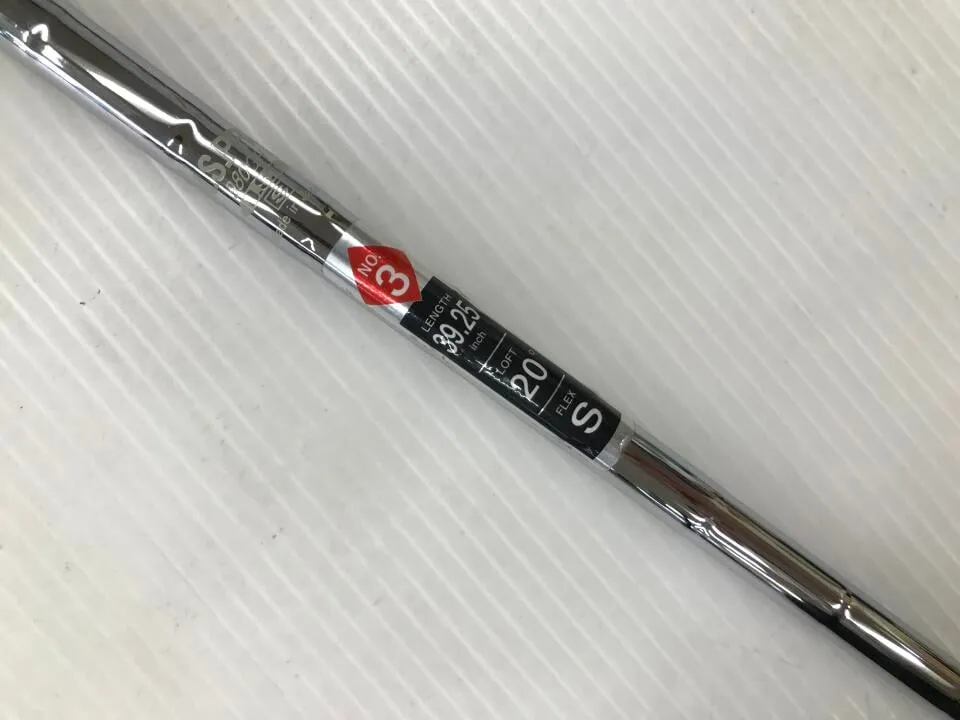 NO.
3
LENGTH
39.25
inch
LOFT
20°
FLEX
S